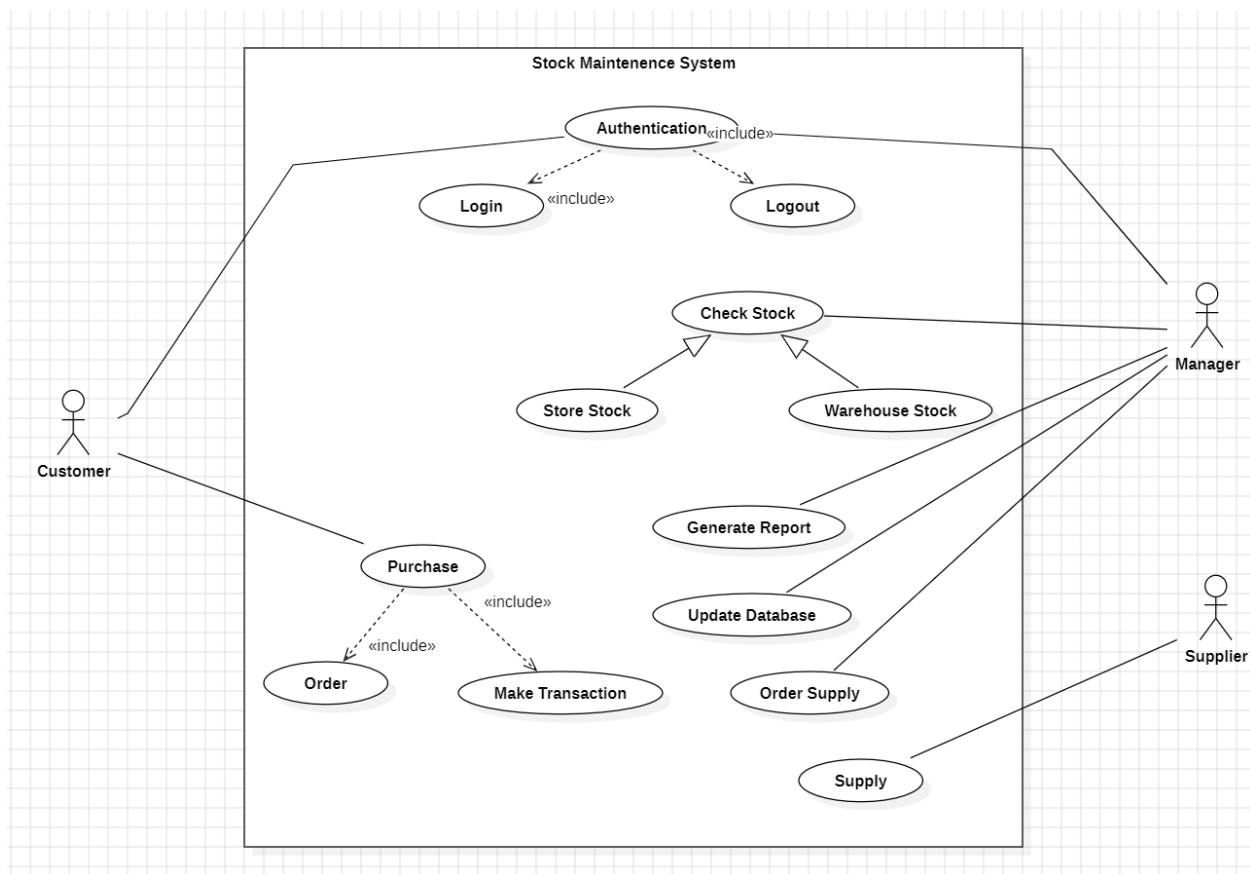 Stock Maintenence System
Authentication
«include»
Login
«include»
Logout
Check Stock
Manager
Store Stock
Warehouse Stock
Customer
Generate Report
Purchase
«include»
Update Database
«include»
Supplier
Order
Make Transaction
Order Supply
Supply